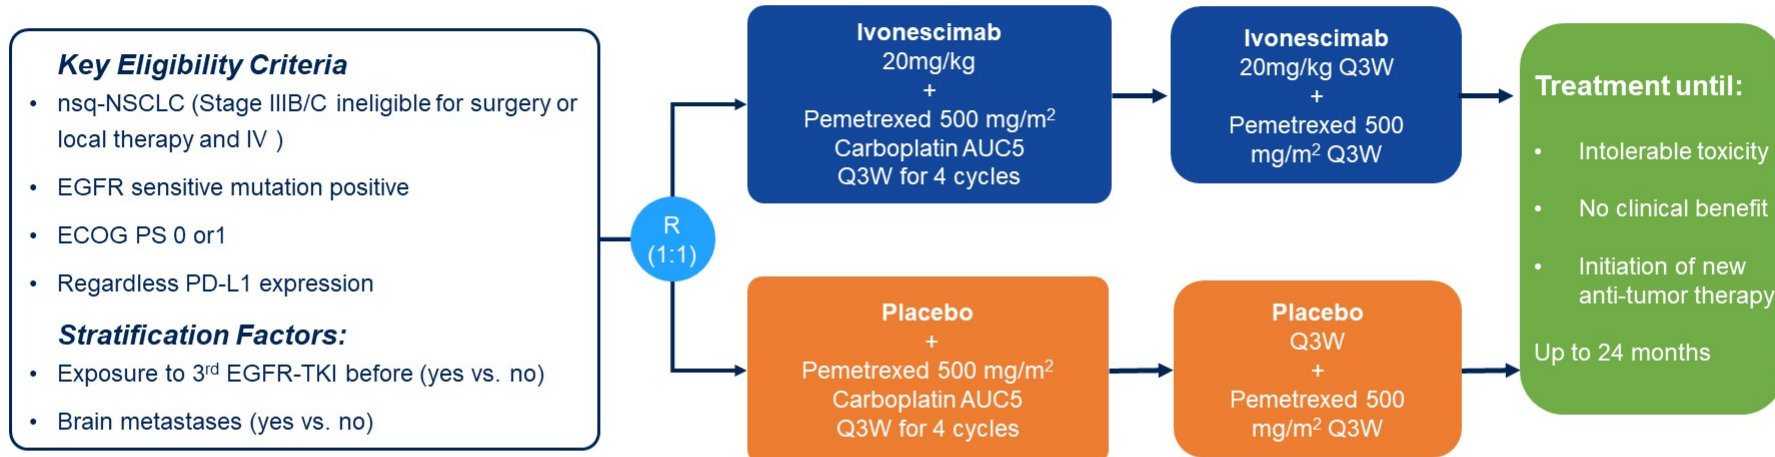 Key Eligibility Criteria
• nsq-NSCLC (Stage IIIB/C ineligible for surgery or
local therapy and IV )
• EGFR sensitive mutation positive
• ECOG PS 0 or1
• Regardless PD-L1 expression
Stratification Factors:
• Exposure to 3rd EGFR-TKI before (yes vs. no)
• Brain metastases (yes vs. no)
R
(1:1)
Ivonescimab
20mg/kg
+
Pemetrexed 500 mg/m²
Carboplatin AUC5
Q3W for 4 cycles
Ivonescimab
20mg/kg Q3W
+
Pemetrexed 500
mg/m² Q3W
Placebo
+
Pemetrexed 500 mg/m²
Carboplatin AUC5
Q3W for 4 cycles
Placebo
Q3W
+
Pemetrexed 500
mg/m² Q3W
Treatment until:
• Intolerable toxicity
• No clinical benefit
• Initiation of new
anti-tumor therapy
Up to 24 months